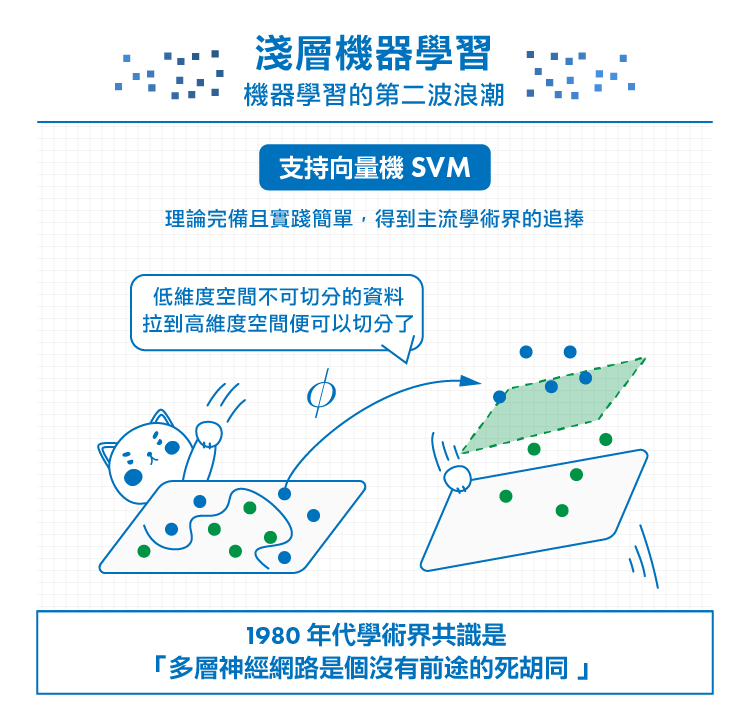 淺層機器學習
機器學習的第二波浪潮
支持向量機 SVM
理論完備且實踐簡單，得到主流學術界的追捧
低維度空間不可切分的資料
拉到高維度空間便可以切分了
ϕ
1980 年代學術界共識是
「多層神經網路是個沒有前途的死胡同 」